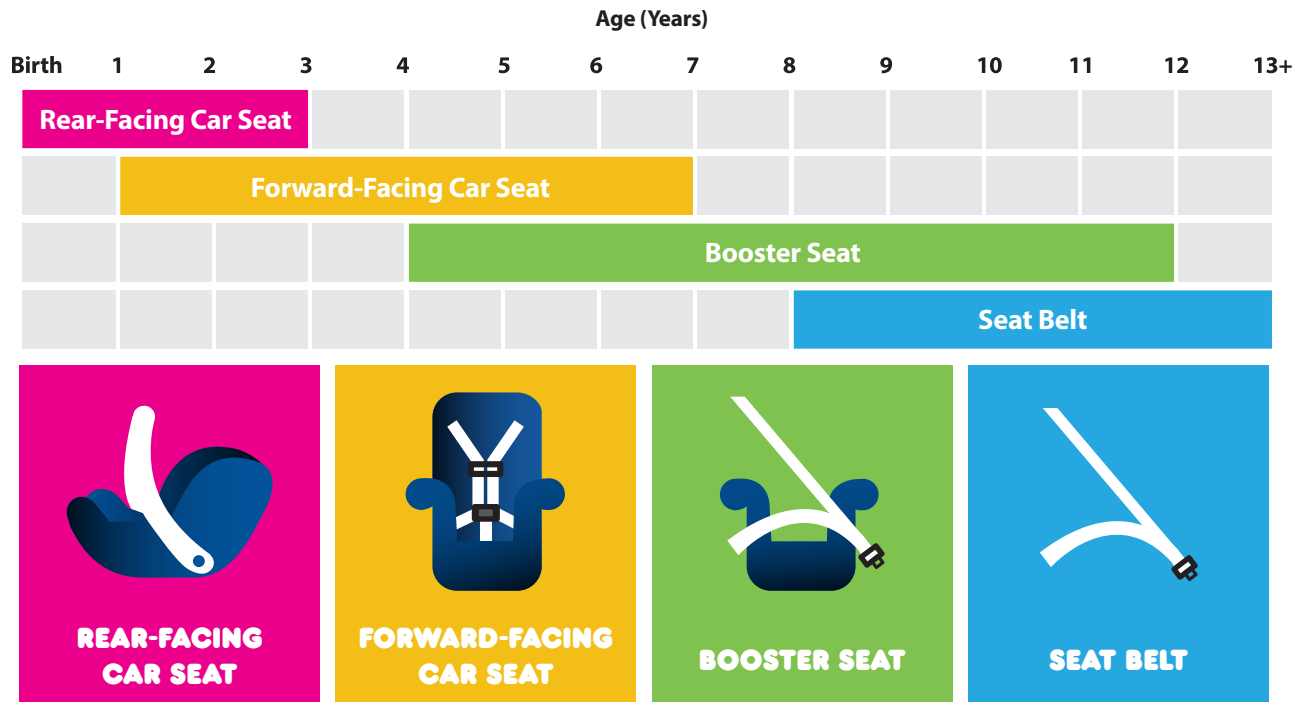 Age (Years)
Birth 1 2 3 4 5 6 7 8 9 10 11 12 13+
Rear-Facing Car Seat
Forward-Facing Car Seat
Booster Seat
Seat Belt
REAR-FACING
CAR SEAT
FORWARD-FACING
CAR SEAT
BOOSTER SEAT
SEAT BELT